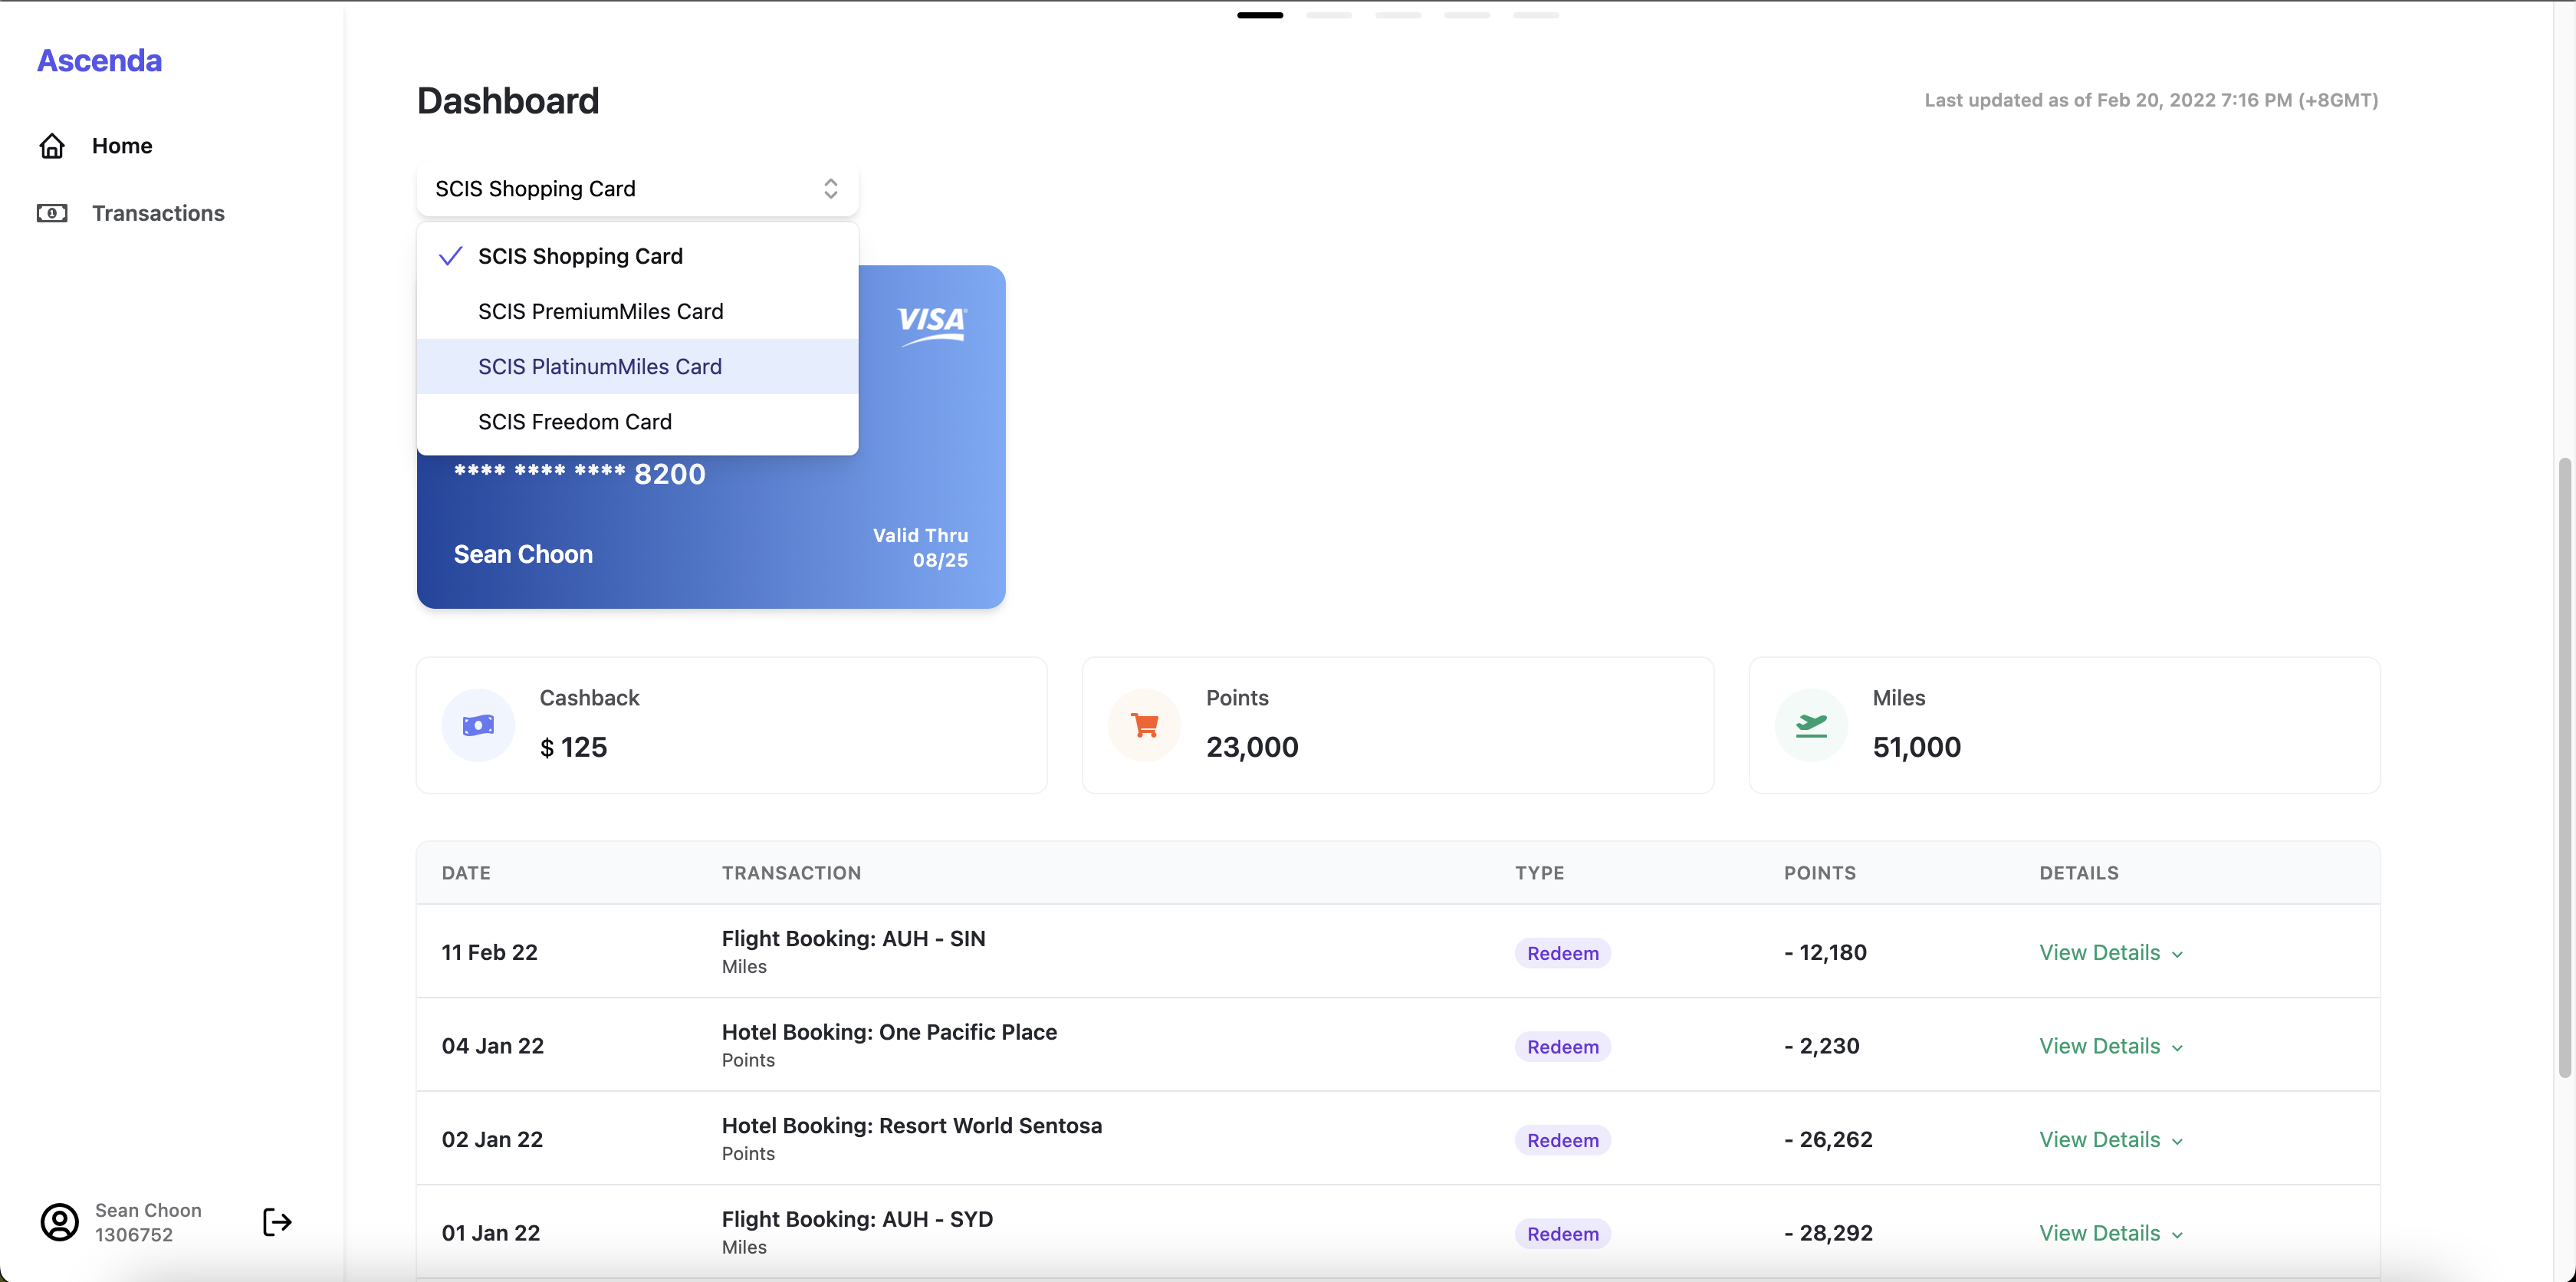 Ascenda
Home
Transactions
Dashboard
Last updated as of Feb 20, 2022 7:16 PM (+8GMT)
SCIS Shopping Card
SCIS Shopping Card
SCIS PremiumMiles Card
SCIS PlatinumMiles Card
SCIS Freedom Card
VISA
**** **** **** 8200
Sean Choon
Valid Thru
08/25
Cashback
$ 125
Points
23,000
Miles
51,000
DATE TRANSACTION TYPE POINTS DETAILS
11 Feb 22 Flight Booking: AUH - SIN Redeem - 12,180 View Details
Miles
04 Jan 22 Hotel Booking: One Pacific Place Redeem - 2,230 View Details
Points
02 Jan 22 Hotel Booking: Resort World Sentosa Redeem - 26,262 View Details
Points
01 Jan 22 Flight Booking: AUH - SYD Redeem - 28,292 View Details
Miles
Sean Choon
1306752